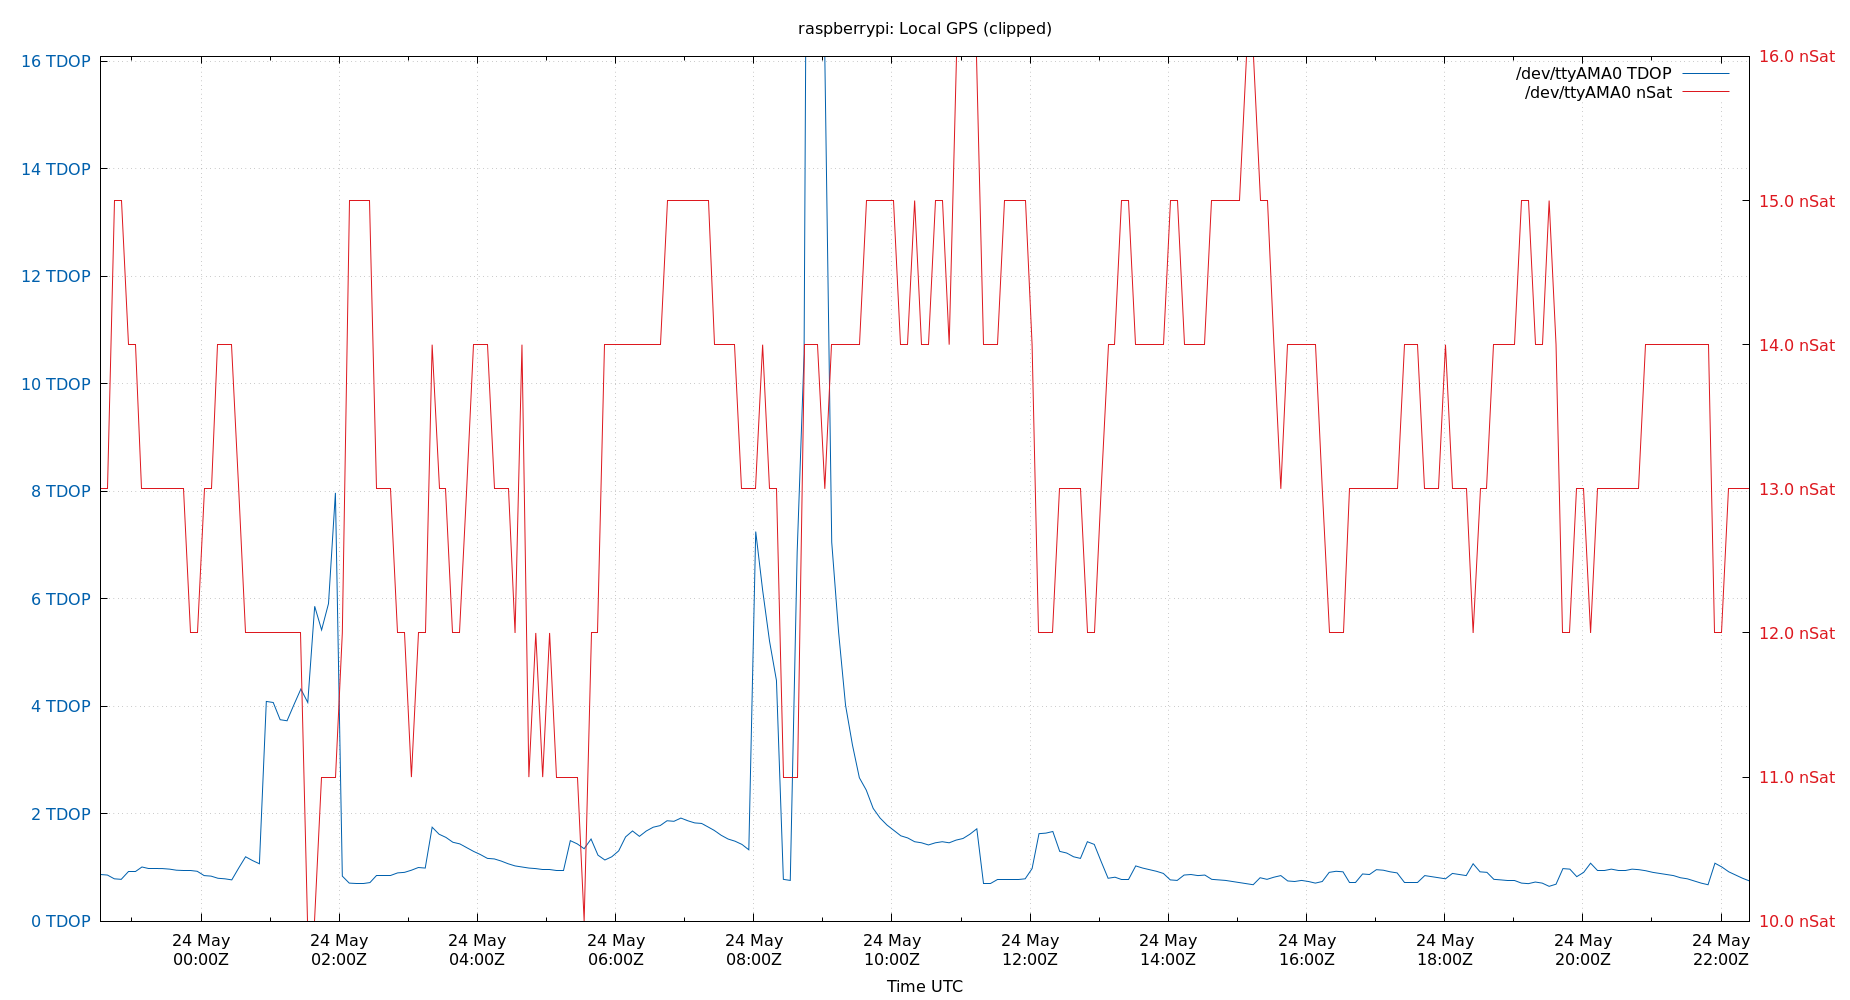 raspberrypi: Local GPS (clipped)
16 TDOP
14 TDOP
12 TDOP
10 TDOP
8 TDOP
6 TDOP
4 TDOP
2 TDOP
0 TDOP
16.0 nSat
15.0 nSat
14.0 nSat
13.0 nSat
12.0 nSat
11.0 nSat
10.0 nSat
/dev/ttyAMA0 TDOP
/dev/ttyAMA0 nSat
24 May 24 May 24 May 24 May 24 May 24 May 24 May 24 May 24 May 24 May 24 May 24 May
00:00Z 02:00Z 04:00Z 06:00Z 08:00Z 10:00Z 12:00Z 14:00Z 16:00Z 18:00Z 20:00Z 22:00Z
Time UTC